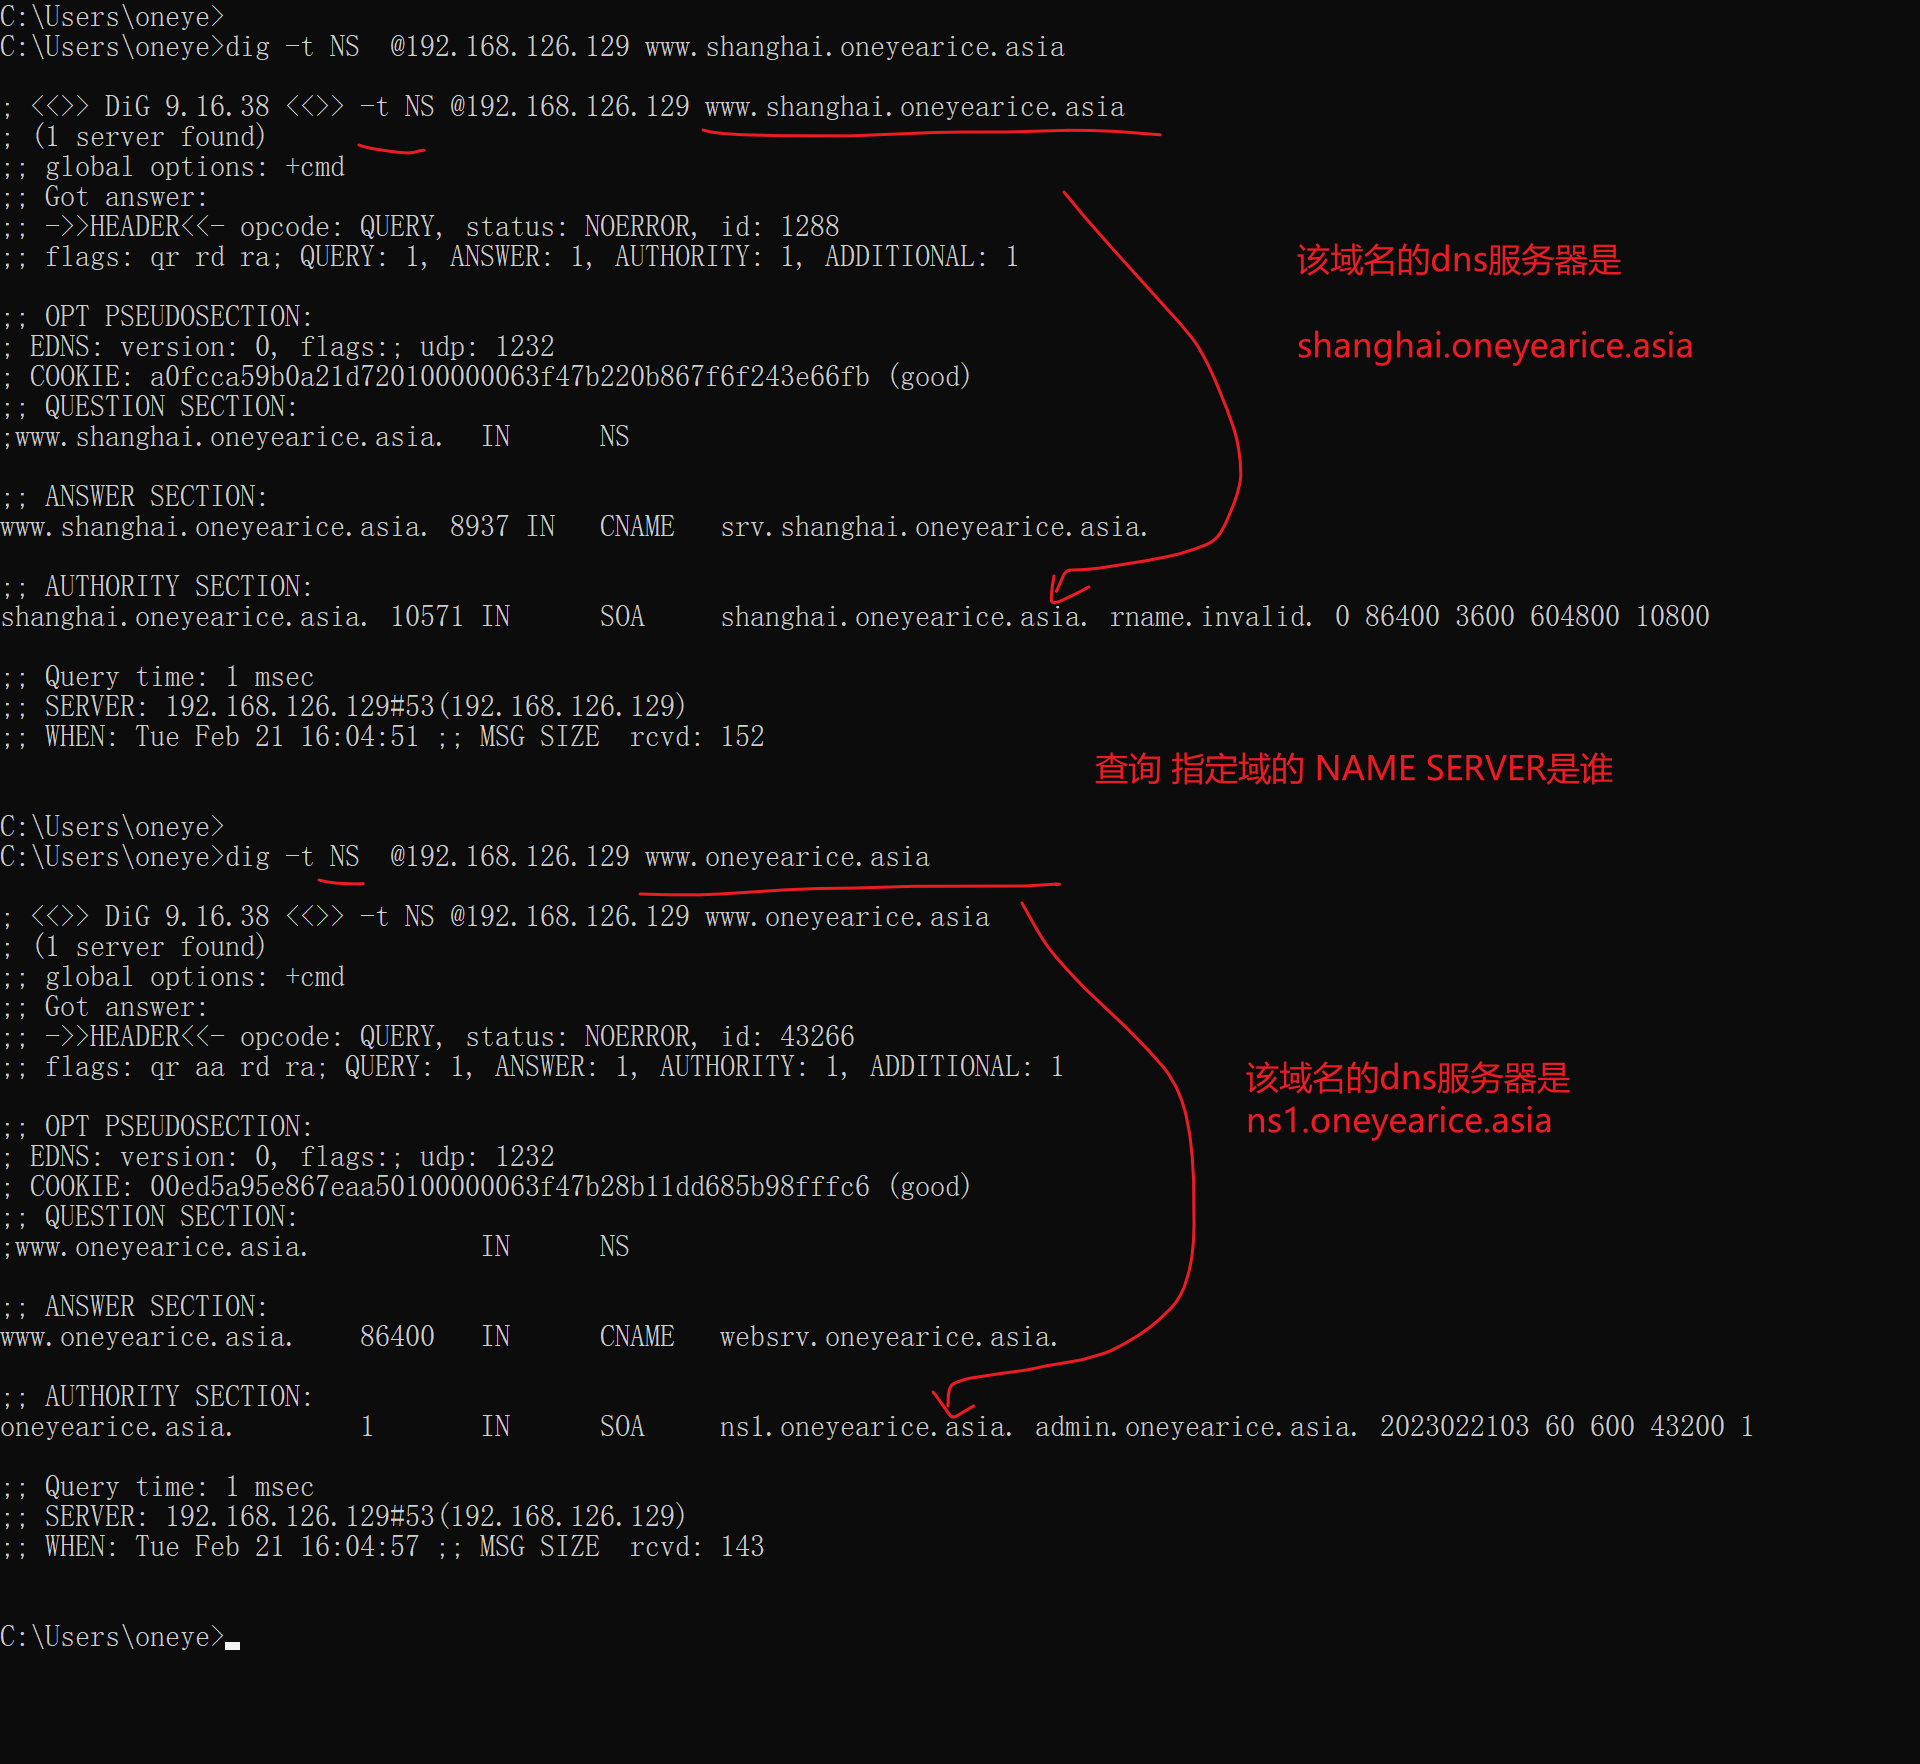 C:\Users\oneye>
C:\Users\oneye>dig -t NS  @192.168.126.129 www.shanghai.oneyearice.asia
; <<>> DiG 9.16.38 <<>> -t NS @192.168.126.129 www.shanghai.oneyearice.asia
; (1 server found)
;; global options: +cmd
;; Got answer:
;; ->>HEADER<<- opcode: QUERY, status: NOERROR, id: 1288
;; flags: qr rd ra; QUERY: 1, ANSWER: 1, AUTHORITY: 1, ADDITIONAL: 1
该域名的dns服务器是
;; OPT PSEUDOSECTION:
; EDNS: version: 0, flags:; udp: 1232
shanghai.oneyearice.asia
; COOKIE: a0fcca59b0a21d720100000063f47b220b867f6f243e66fb (good)
;; QUESTION SECTION:
;www.shanghai.oneyearice.asia.  IN      NS
;; ANSWER SECTION:
www.shanghai.oneyearice.asia. 8937 IN   CNAME   srv.shanghai.oneyearice.asia.
;; AUTHORITY SECTION:
shanghai.oneyearice.asia. 10571 IN      SOA     shanghai.oneyearice.asia. rname.invalid. 0 86400 3600 604800 10800
;; Query time: 1 msec
;; SERVER: 192.168.126.129#53(192.168.126.129)
;; WHEN: Tue Feb 21 16:04:51 ;; MSG SIZE  rcvd: 152
查询 指定域的 NAME SERVER是谁
C:\Users\oneye>
C:\Users\oneye>dig -t NS  @192.168.126.129 www.oneyearice.asia
; <<>> DiG 9.16.38 <<>> -t NS @192.168.126.129 www.oneyearice.asia
; (1 server found)
;; global options: +cmd
;; Got answer:
;; ->>HEADER<<- opcode: QUERY, status: NOERROR, id: 43266
;; flags: qr aa rd ra; QUERY: 1, ANSWER: 1, AUTHORITY: 1, ADDITIONAL: 1
该域名的dns服务器是
ns1.oneyearice.asia
;; OPT PSEUDOSECTION:
; EDNS: version: 0, flags:; udp: 1232
; COOKIE: 00ed5a95e867eaa50100000063f47b28b11dd685b98fffc6 (good)
;; QUESTION SECTION:
;www.oneyearice.asia.           IN      NS
;; ANSWER SECTION:
www.oneyearice.asia.    86400   IN      CNAME   websrv.oneyearice.asia.
;; AUTHORITY SECTION:
oneyearice.asia.        1       IN      SOA     ns1.oneyearice.asia. admin.oneyearice.asia. 2023022103 60 600 43200 1
;; Query time: 1 msec
;; SERVER: 192.168.126.129#53(192.168.126.129)
;; WHEN: Tue Feb 21 16:04:57 ;; MSG SIZE  rcvd: 143
C:\Users\oneye>